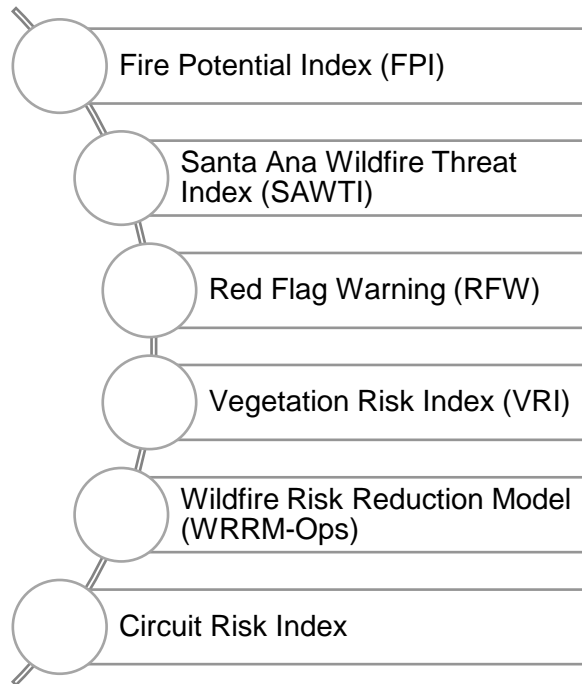 Fire Potential Index (FPI)
Santa Ana Wildfire Threat
Index (SAWTI)
Red Flag Warning (RFW)
Vegetation Risk Index (VRI)
Wildfire Risk Reduction Model
(WRRM-Ops)
Circuit Risk Index